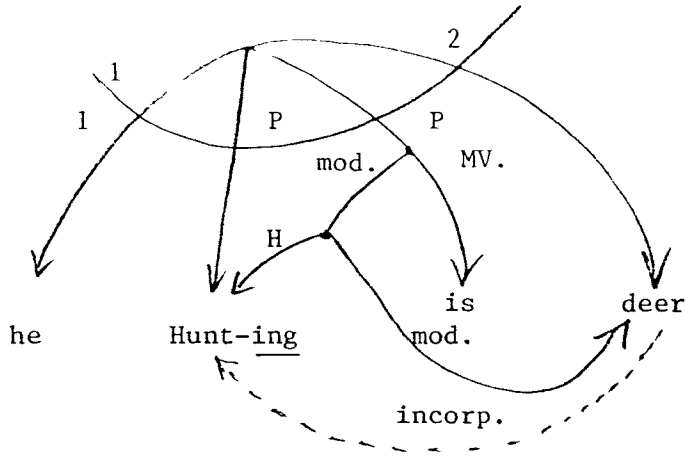 1 2
1 P P
mod. MV.
H
is deer
he Hunt-ing mod.
incorp.